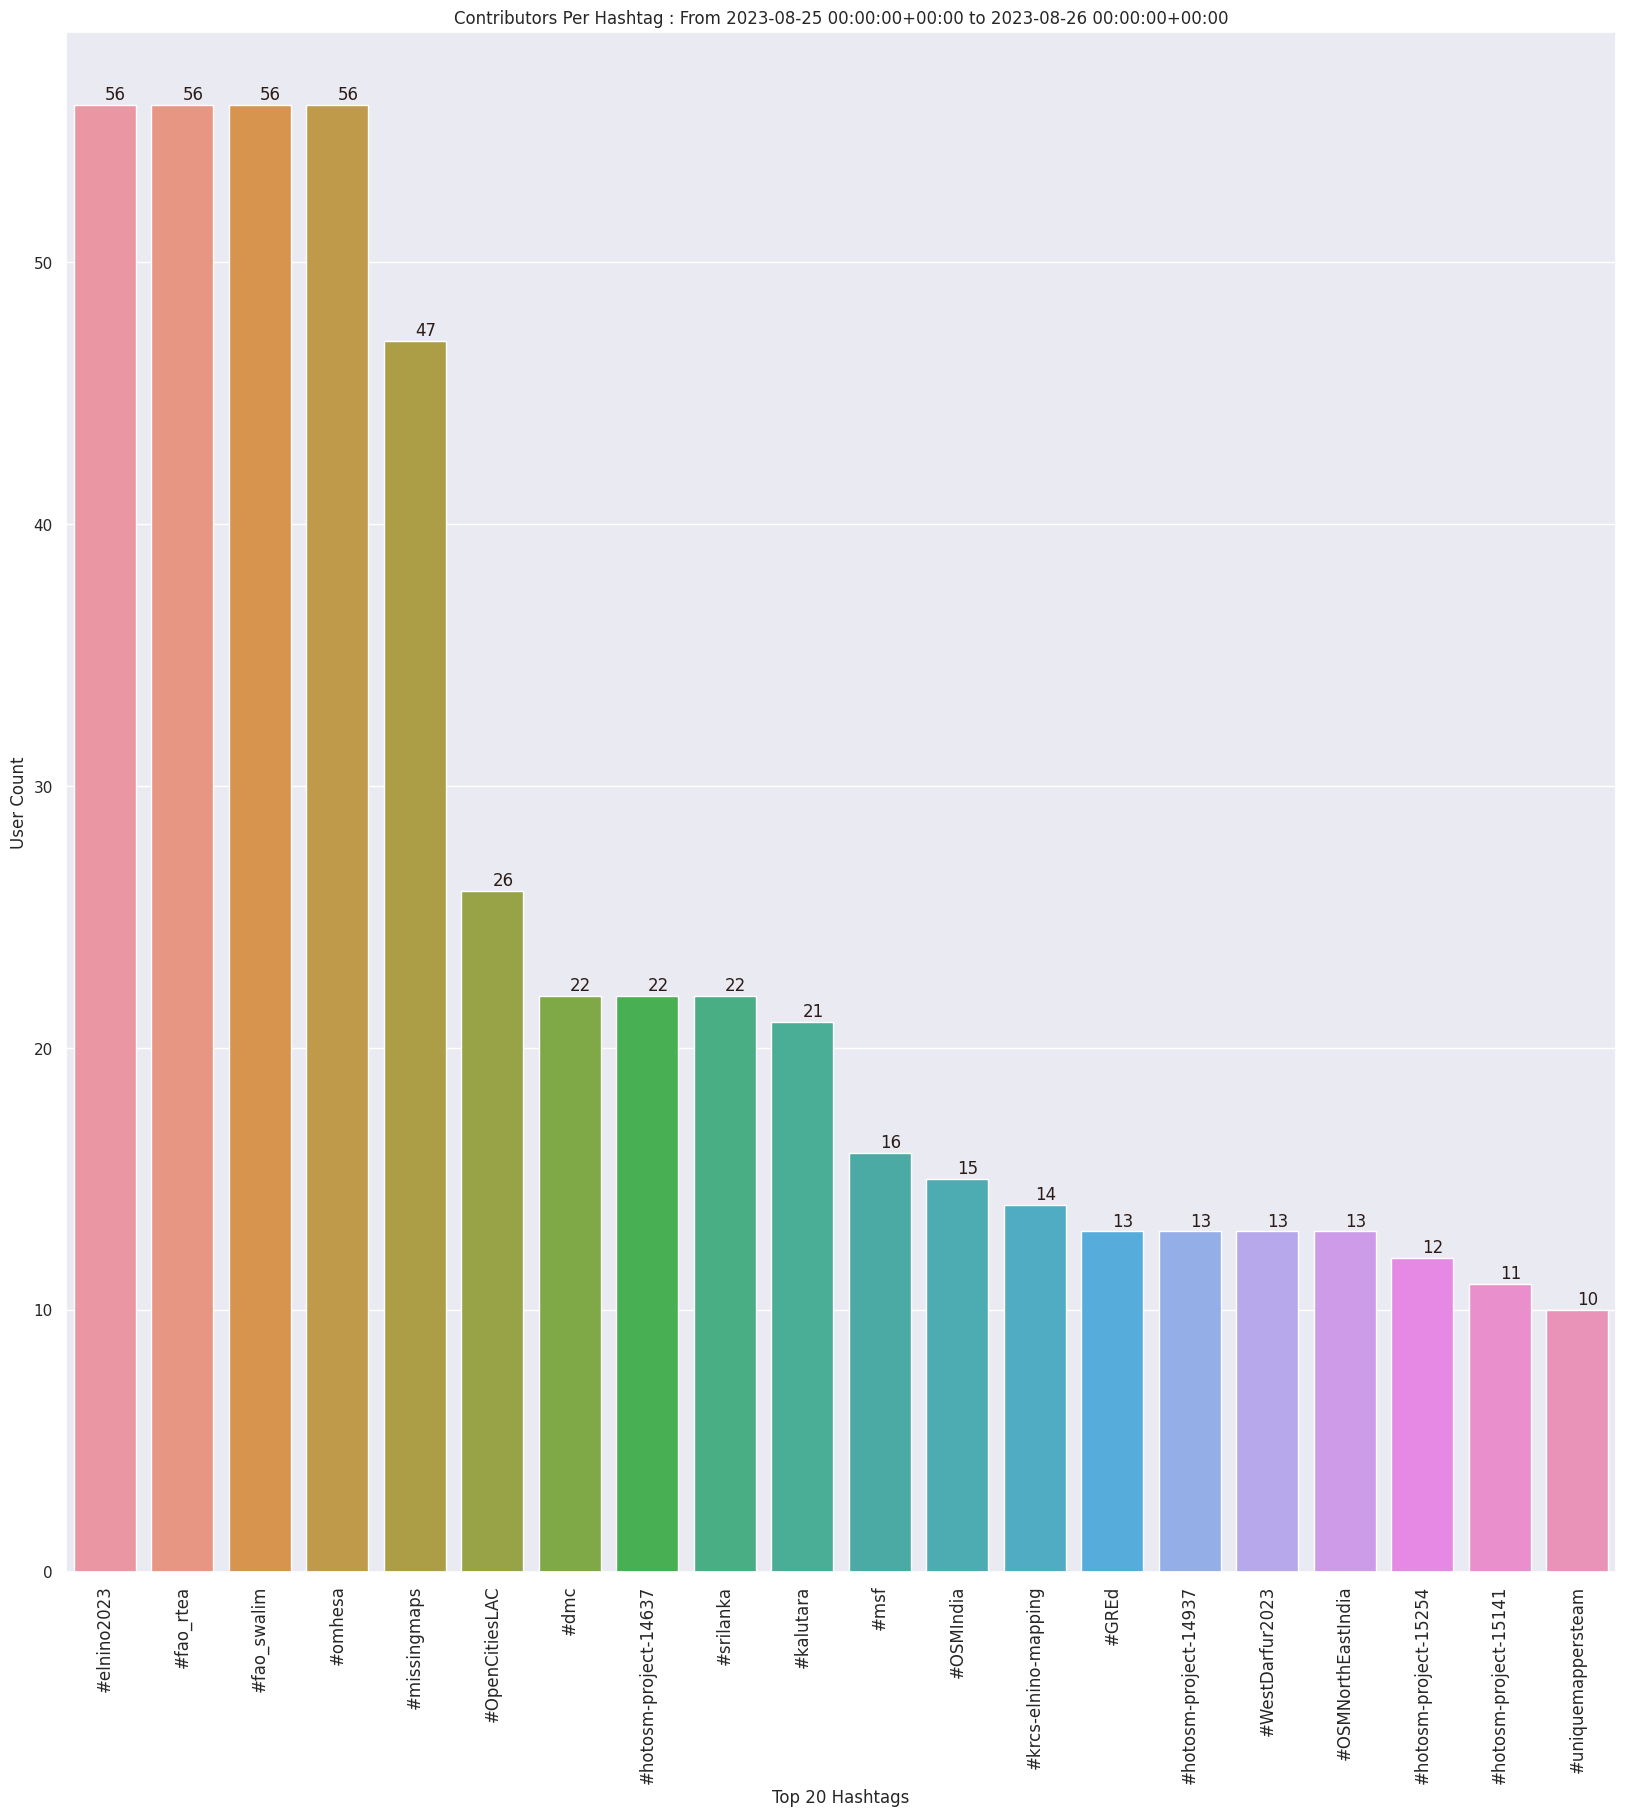 Contributors Per Hashtag : From 2023-08-25 00:00:00+00:00 to 2023-08-26 00:00:00+00:00
56
56
56
56
47
26
22
22
22
21
16
15
14
13
13
13
13
12
11
10
User Count
50
40
30
20
10
0
#elnino2023
#fao_rtea
#fao_swalim
#omhesa
#missingmaps
#OpenCitiesLAC
#dmc
#hotosm-project-14637
#srilanka
#kalutara
#msf
#OSMIndia
#krcs-elnino-mapping
#GREd
#hotosm-project-14937
#WestDarfur2023
#OSMNorthEastIndia
#hotosm-project-15254
#hotosm-project-15141
#uniquemappersteam
Top 20 Hashtags